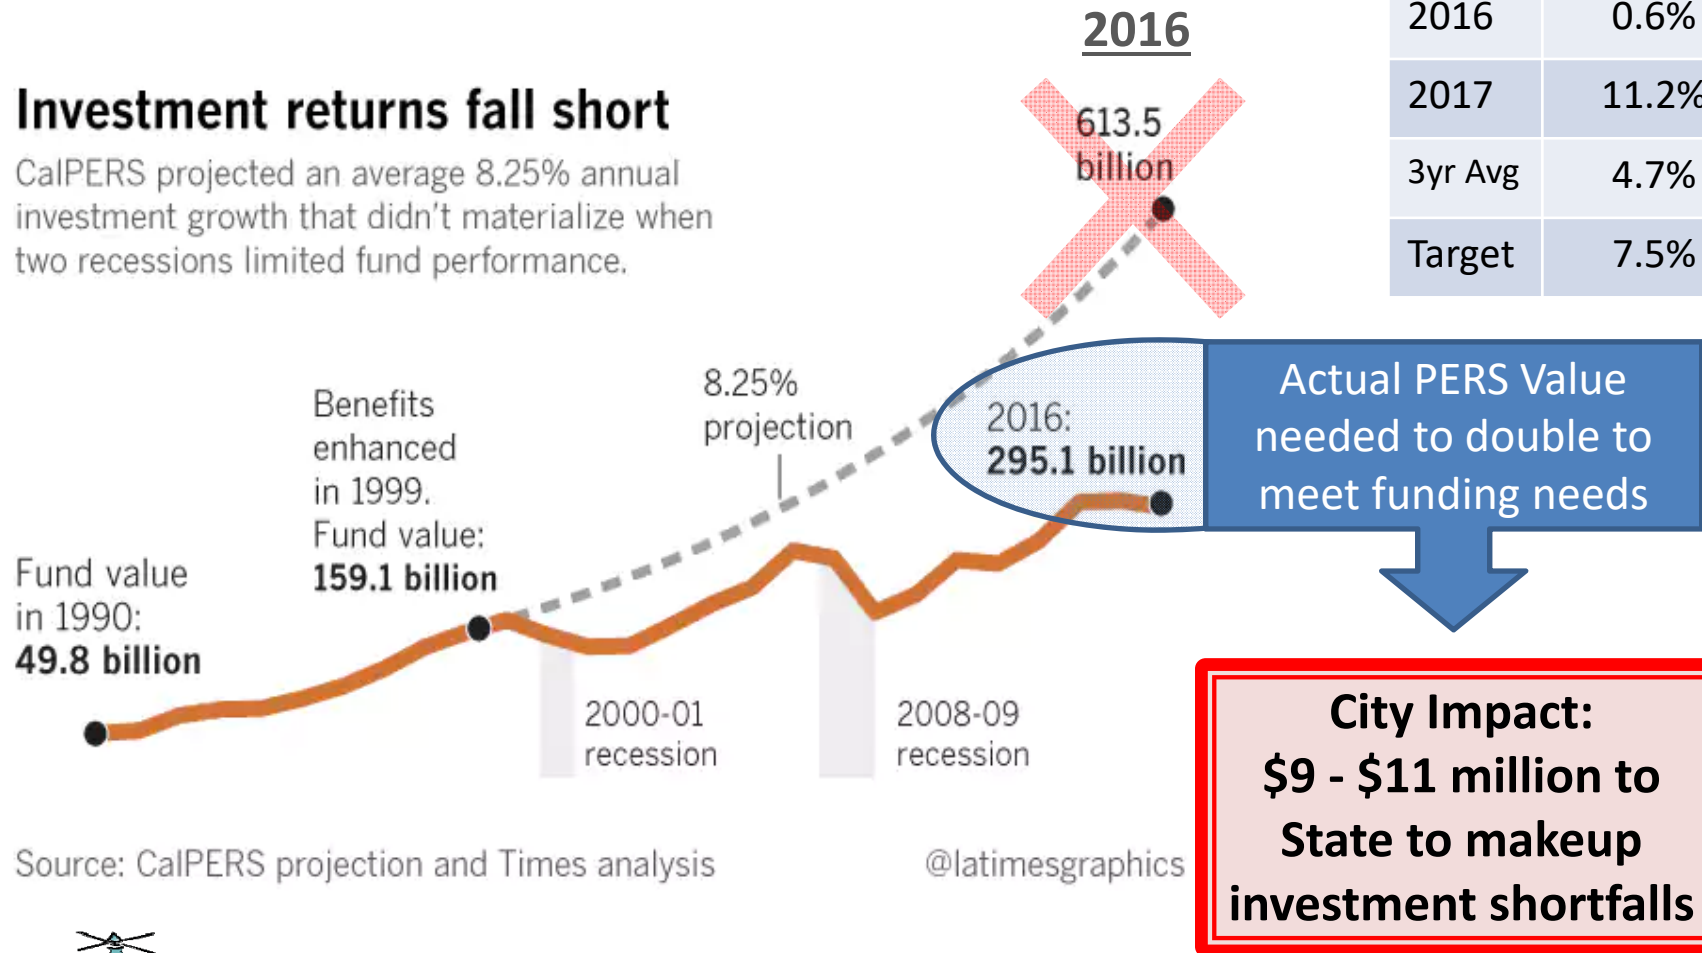 2016
2016 0.6%
2017 11.2%
3yr Avg 4.7%
Target 7.5%
Investment returns fall short
CalPERS projected an average 8.25% annual
investment growth that didn't materialize when
two recessions limited fund performance.
613.5
billion
8.25%
projection
Benefits
enhanced
in 1999.
Fund value:
159.1 billion
2016:
295.1 billion
Actual PERS Value
needed to double to
meet funding needs
Fund value
in 1990:
49.8 billion
2000-01
recession
2008-09
recession
City Impact:
$9 - $11 million to
State to makeup
investment shortfalls
Source: CalPERS projection and Times analysis
@latimesgraphics